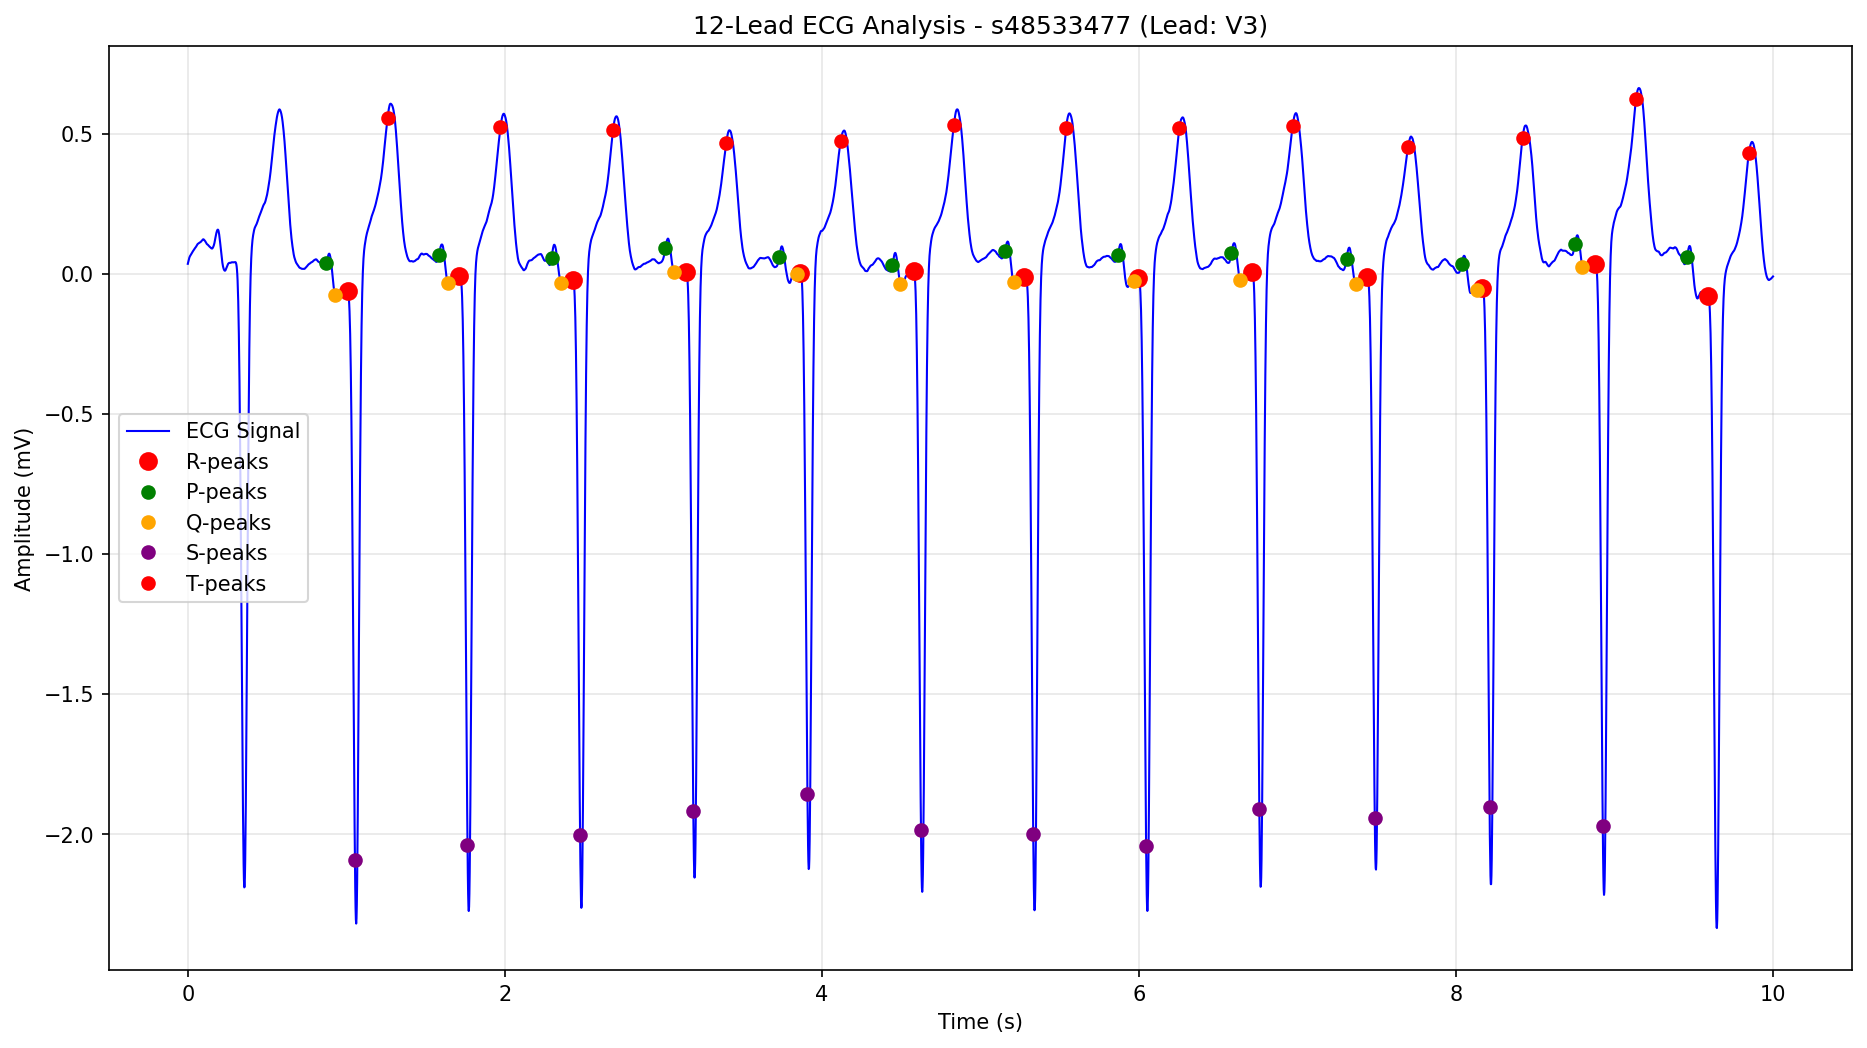 12-Lead ECG Analysis - s48533477 (Lead: V3)
Amplitude (mV)
0.5
0.0
−0.5
−1.0
−1.5
−2.0
ECG Signal
R-peaks
P-peaks
Q-peaks
S-peaks
T-peaks
0 2 4 6 8 10
Time (s)